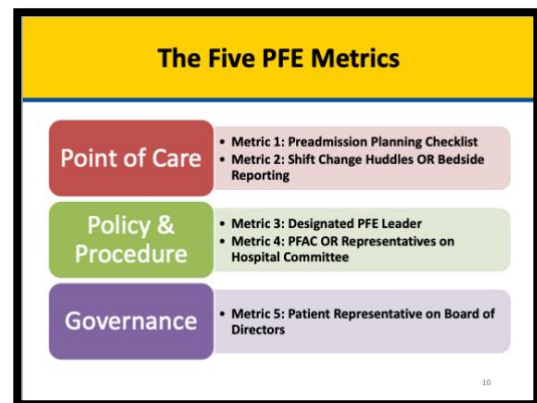 The Five PFE Metrics
Point of Care
• Metric 1: Preadmission Planning Checklist
• Metric 2: Shift Change Huddles OR Bedside
Reporting
Policy &
Procedure
• Metric 3: Designated PFE Leader
• Metric 4: PFAC OR Representatives on
Hospital Committee
Governance
• Metric 5: Patient Representative on Board of
Directors
10